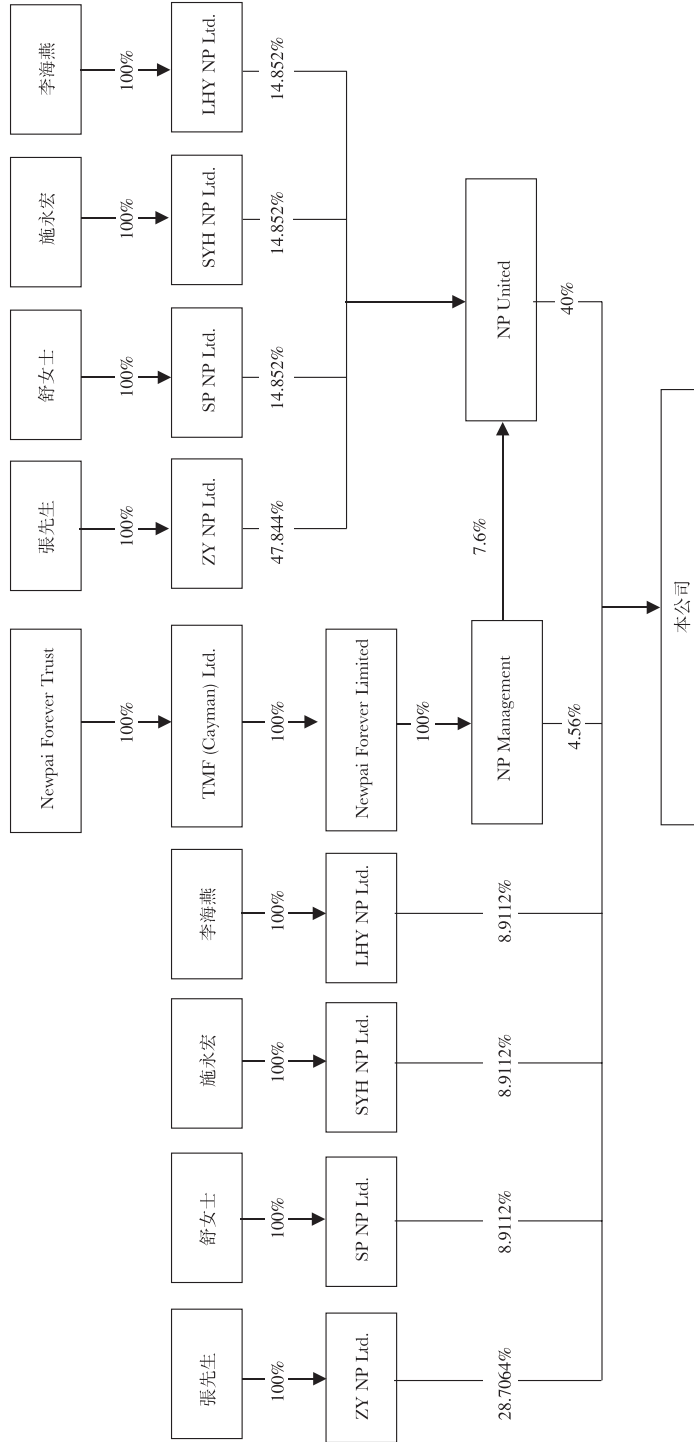 Newpai Forever Trust
張先生
舒女士
施永宏
李海燕
100%
100%
100%
100%
100%
張先生
舒女士
施永宏
李海燕
TMF (Cayman) Ltd.
ZY NP Ltd.
SP NP Ltd.
SYH NP Ltd.
LHY NP Ltd.
100%
100%
100%
100%
100%
47.844%
14.852%
14.852%
14.852%
ZY NP Ltd.
SP NP Ltd.
SYH NP Ltd.
LHY NP Ltd.
Newpai Forever Limited
100%
NP Management
7.6%
NP United
28.7064%
8.9112%
8.9112%
8.9112%
4.56%
40%
本公司